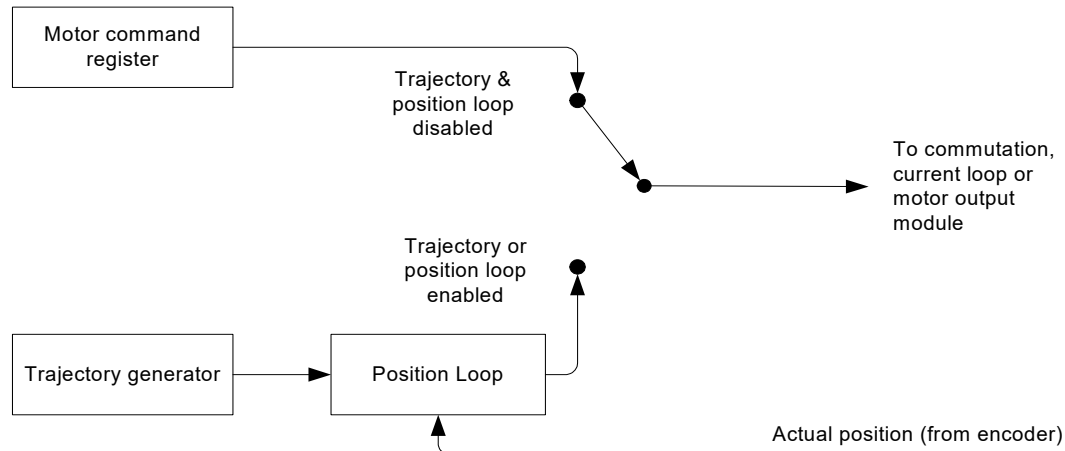 Motor command
register
Trajectory &
position loop
disabled
To commutation,
current loop or
motor output
module
Trajectory or
position loop
enabled
Trajectory generator
Position Loop
Actual position (from encoder)